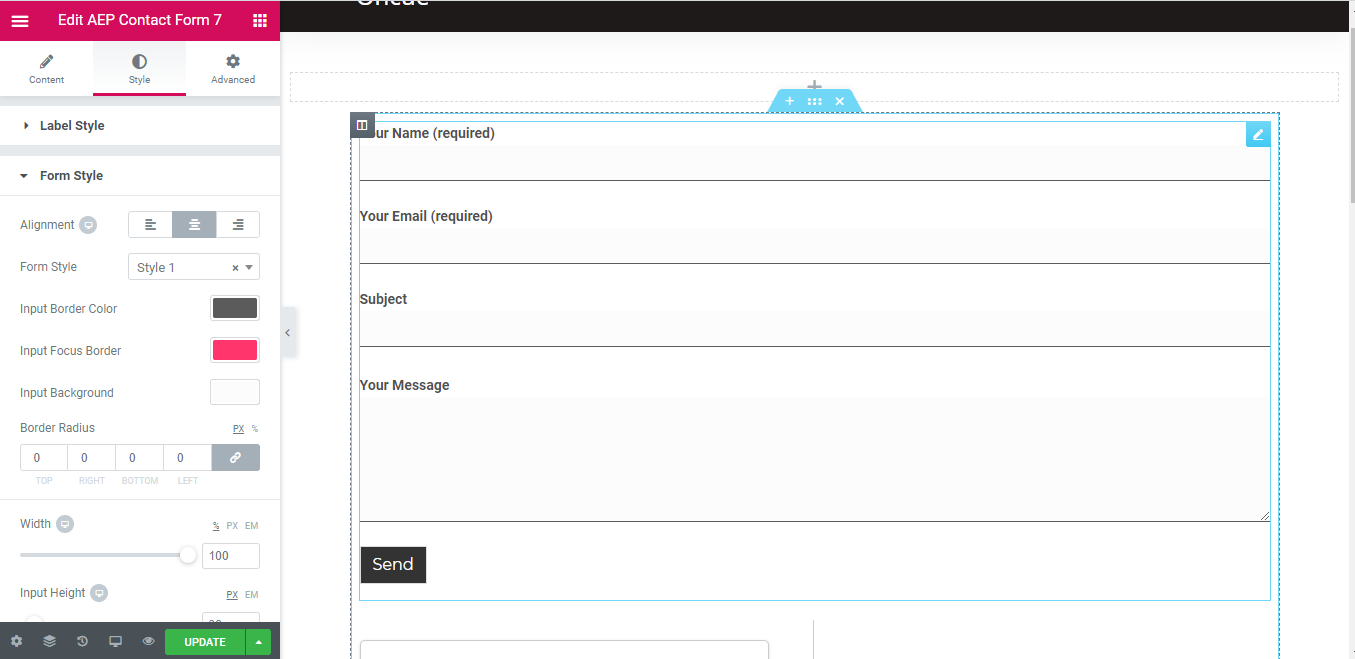 Edit AEP Contact Form 7
Content
Style
Advanced
Label Style
Form Style
Alignment
Form Style
Style 1
Input Border Color
Input Focus Border
Input Background
Border Radius
PX %
0 0 0 0
TOP RIGHT BOTTOM LEFT
Width
% PX EM
100
Input Height
PX EM
UPDATE
our Name (required)
Your Email (required)
Subject
Your Message
Send